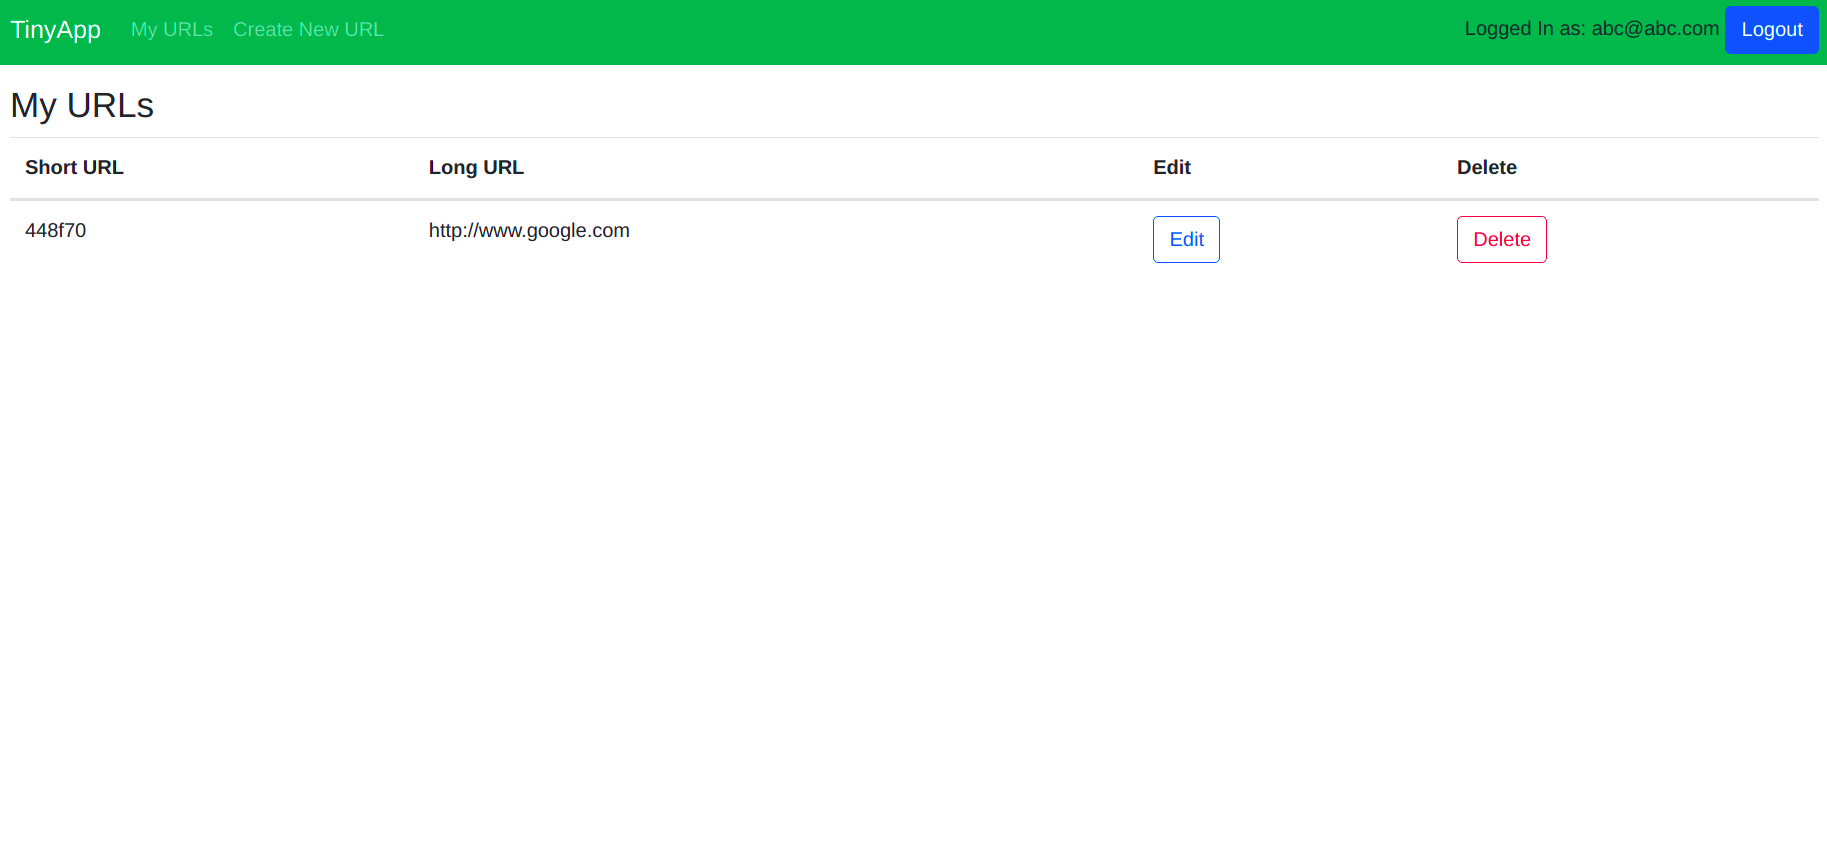 TinyApp My URLs Create New URL Logged In as: abc@abc.com Logout
My URLs
Short URL Long URL Edit Delete
448f70 http://www.google.com Edit Delete